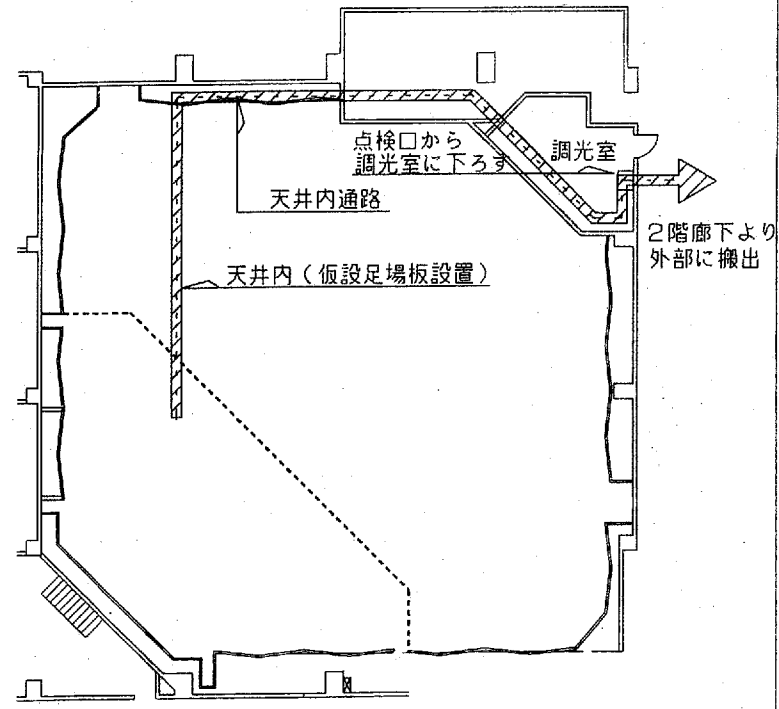 点検口から
調光室に下ろす
調光室
天井内通路
2階廊下より
外部に搬出
天井内(仮設足場板設置)